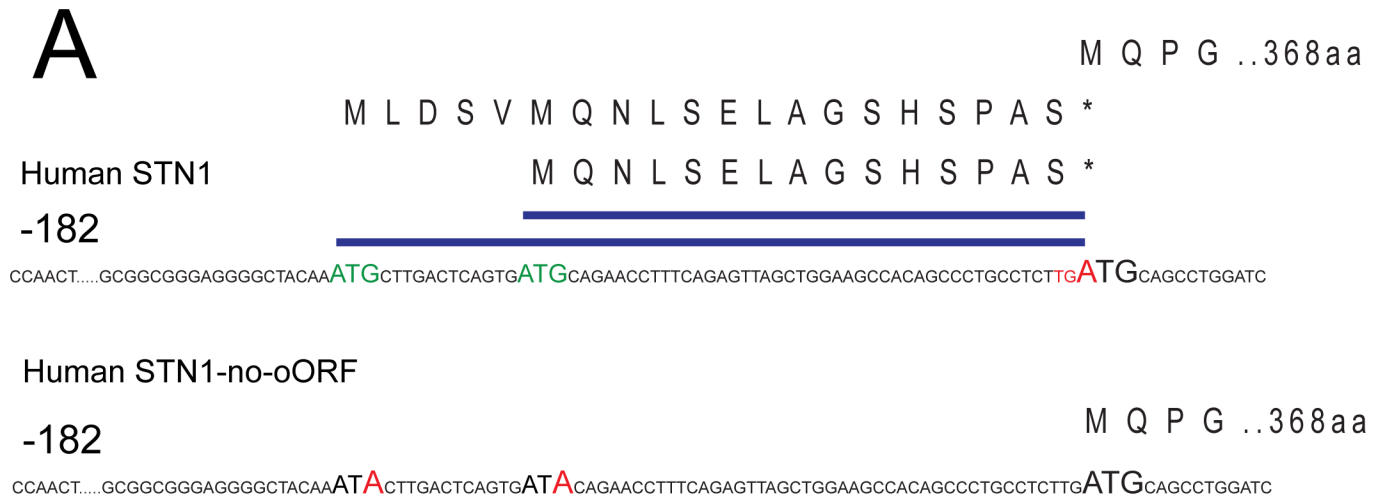 A
M Q P G ..368aa
M L D S V M Q N L S E L A G S H S P A S *
Human STN1
M Q N L S E L A G S H S P A S *
-182
CCAACT.....GCGGCGGGAGGGGCTACAAATGCTTGACTCAGTGATGCAGAACCTTTCAGAGTTAGCTGGAAGCCACAGCCCTGCCTCTTGATGCAGCCTGGATC
Human STN1-no-oORF
M Q P G ..368aa
-182
CCAACT.....GCGGCGGGAGGGGCTACAAATACTTGACTCAGTGATACAGAACCTTTCAGAGTTAGCTGGAAGCCACAGCCCTGCCTCTTGATGCAGCCTGGATC